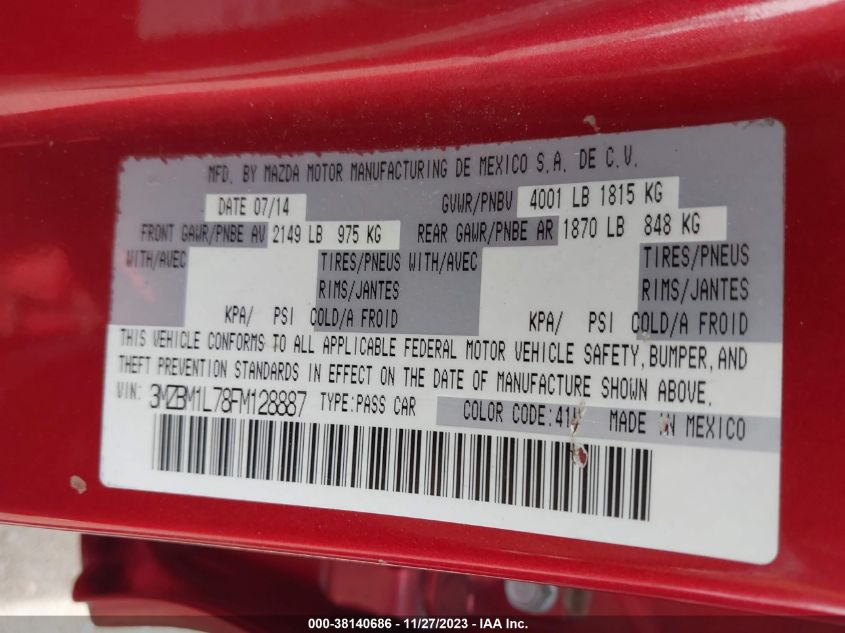 MFD. BY MAZDA MOTOR MANUFACTURING DE MEXICO S.A. DE C.V.
DATE 07/14 GVWR/PNBV 4001 LB 1815 KG
FRONT GAWR/PNBE AV 2149 LB 975 KG REAR GAWR/PNBE AR 1870 LB 848 KG
WITH/AVEC TIRES/PNEUS WITH/AVEC TIRES/PNEUS
RIMS/JANTES RIMS/JANTES
KPA/ PSI COLD/A FROID KPA/ PSI COLD/A FROID
THIS VEHICLE CONFORMS TO ALL APPLICABLE FEDERAL MOTOR VEHICLE SAFETY, BUMPER, AND
THEFT PREVENTION STANDARDS IN EFFECT ON THE DATE OF MANUFACTURE SHOWN ABOVE.
VIN: 3MZBM1L78FM128887 TYPE:PASS CAR COLOR CODE: MADE IN MEXICO
000-38140686 - 11/27/2023 - IAA Inc.